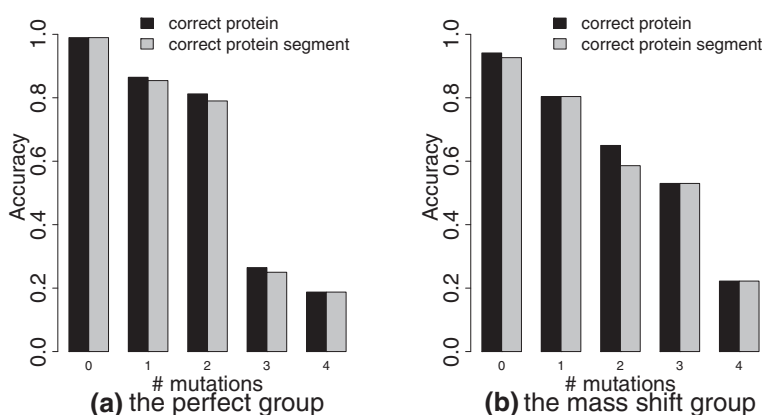 correct protein
correct protein segment
Accuracy
1.0
0.8
0.6
0.4
0.2
0.0
0 1 2 3 4
# mutations
(a) the perfect group
correct protein
correct protein segment
Accuracy
1.0
0.8
0.6
0.4
0.2
0.0
0 1 2 3 4
# mutations
(b) the mass shift group